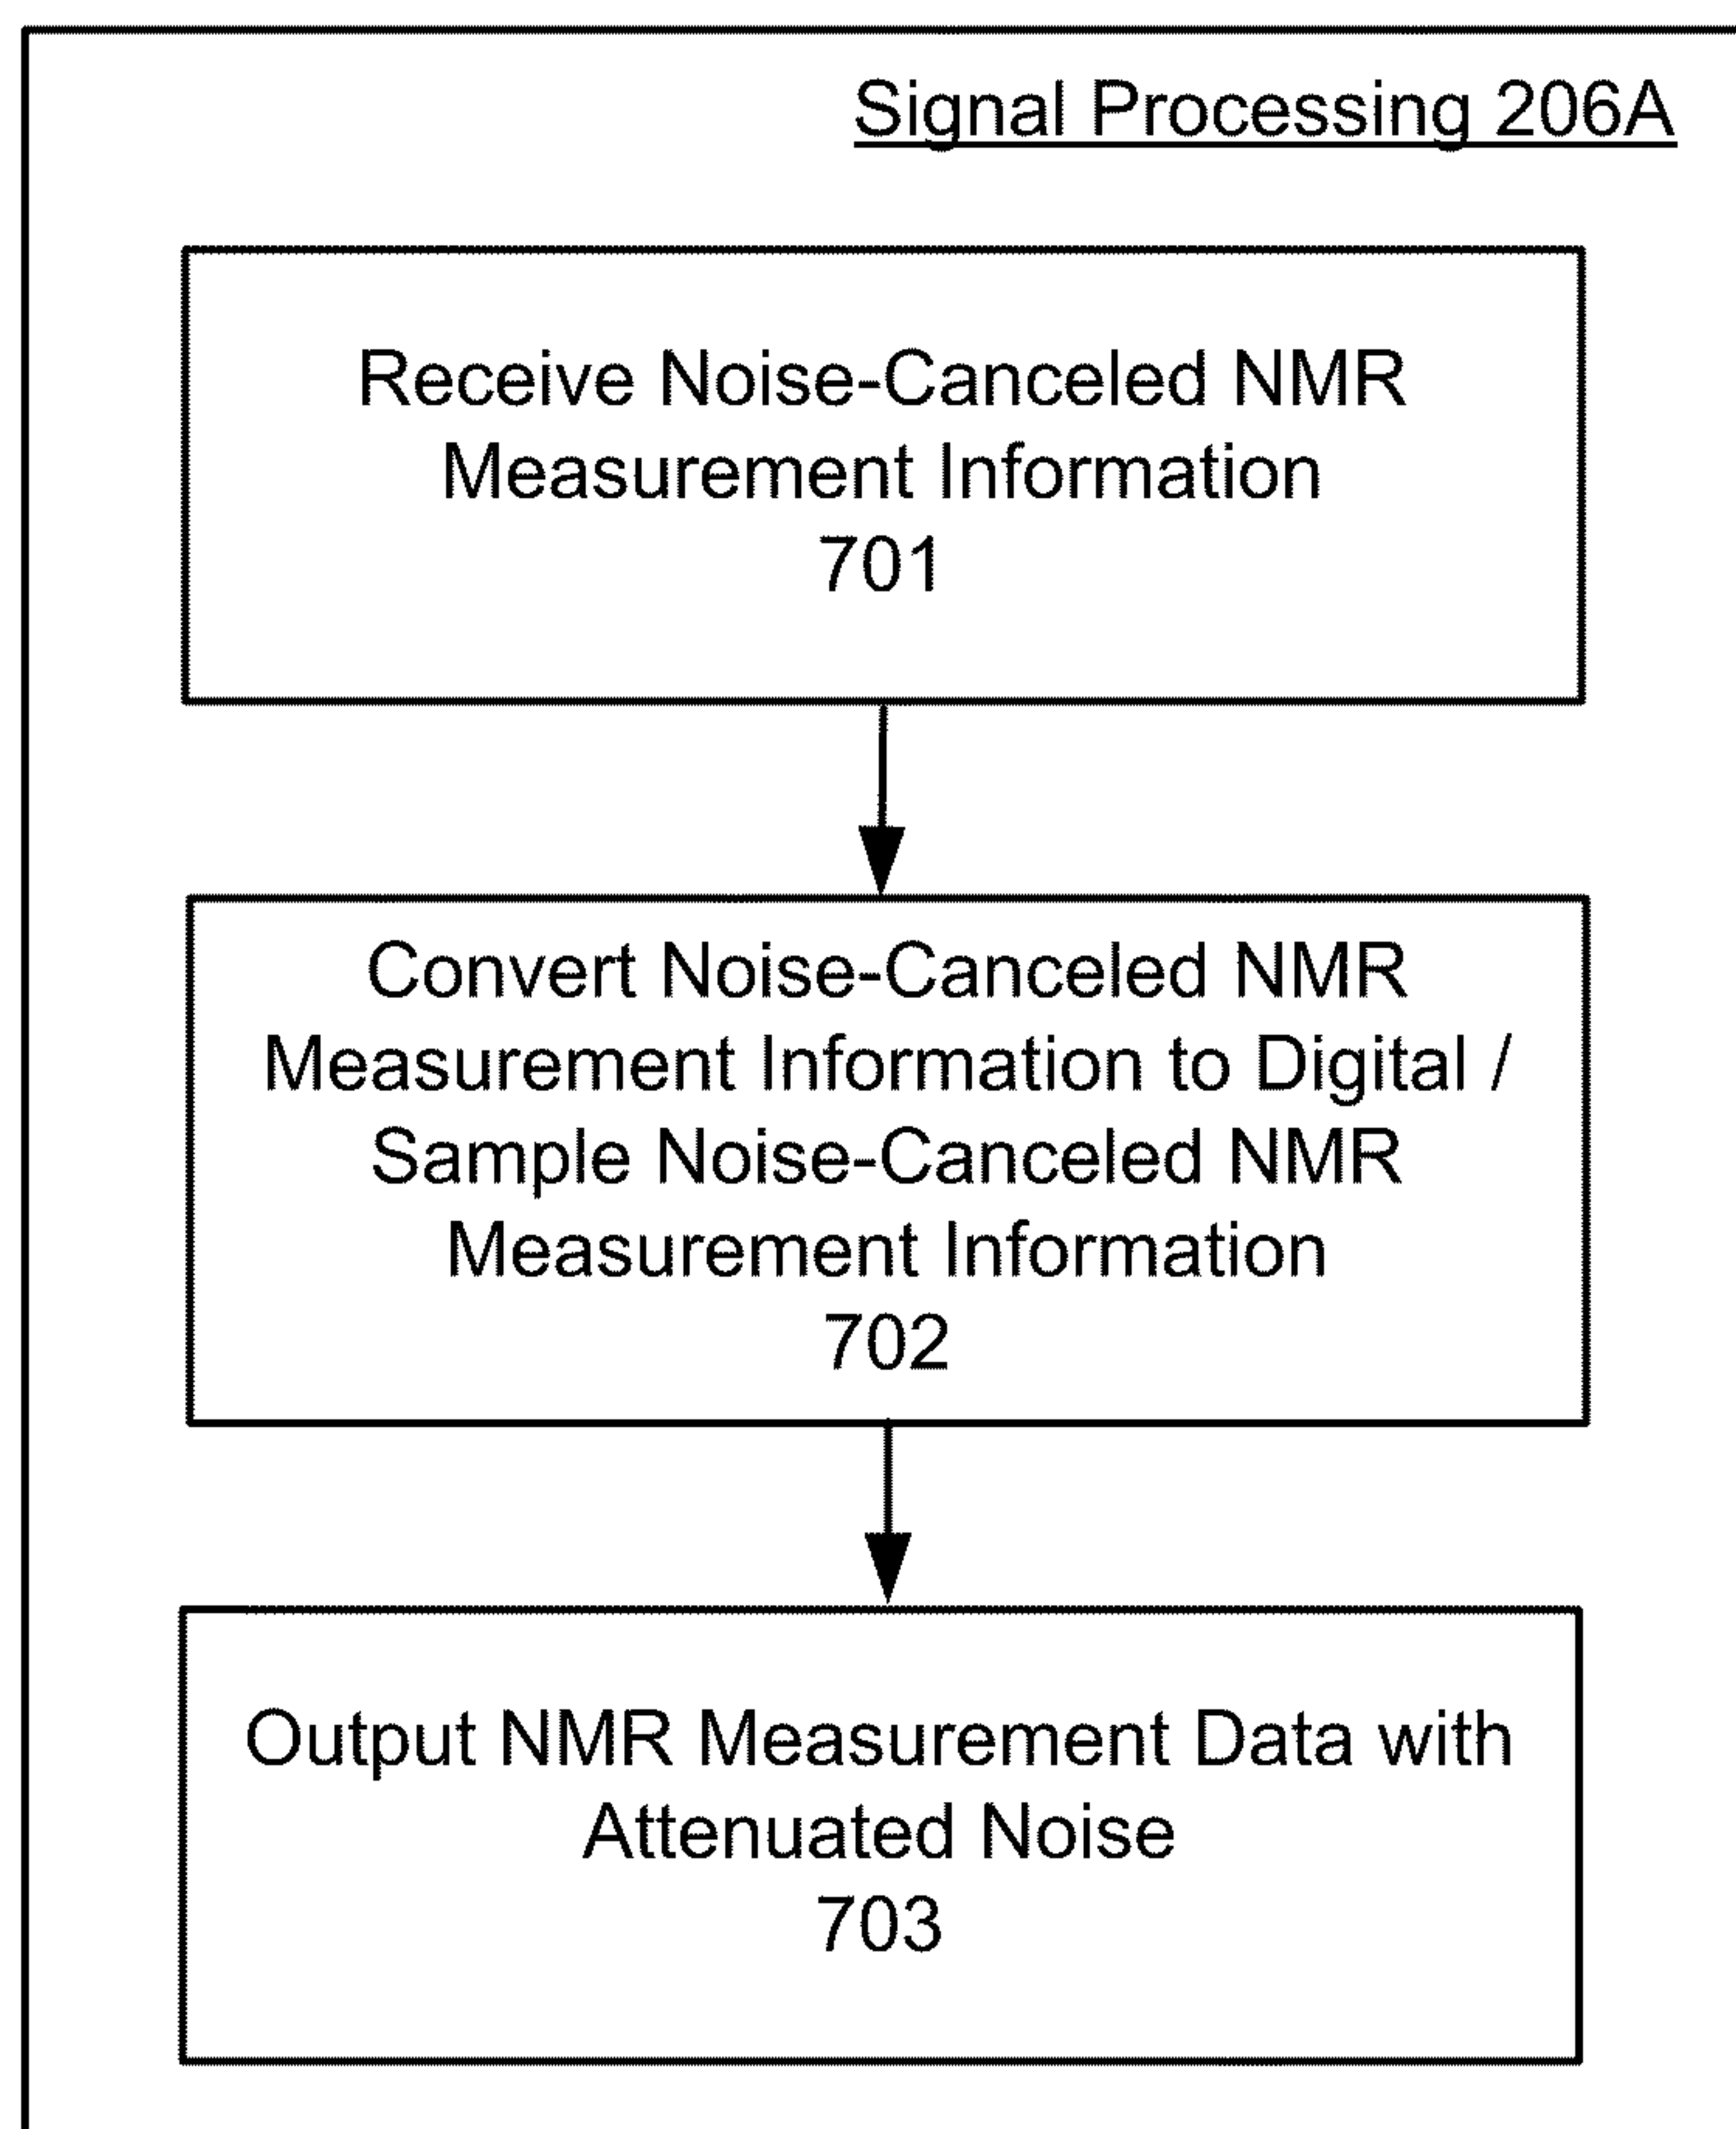 Signal Processing 206A
Receive Noise-Canceled NMR
Measurement Information
701
Convert Noise-Canceled NMR
Measurement Information to Digital /
Sample Noise-Canceled NMR
Measurement Information
702
Output NMR Measurement Data with
Attenuated Noise
703